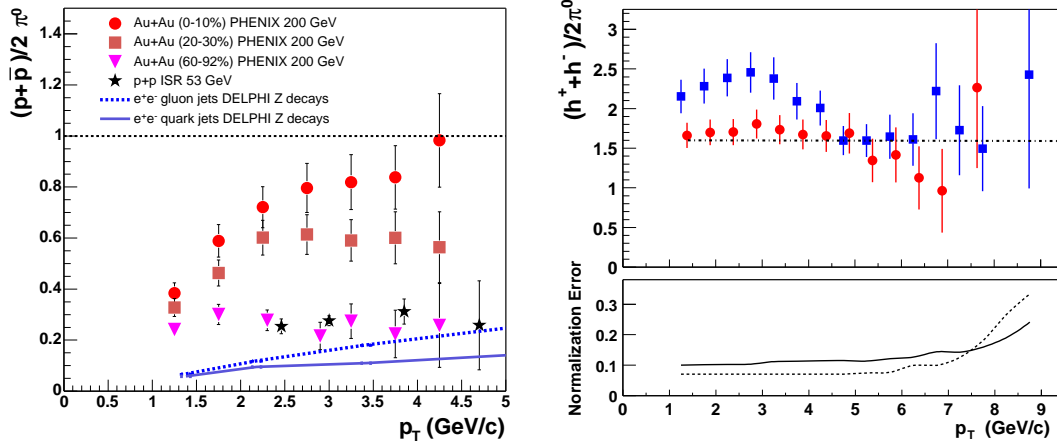 (p+p̄)/2 π⁰
1.4
1.2
1
0.8
0.6
0.4
0.2
0
Au+Au (0-10%) PHENIX 200 GeV
Au+Au (20-30%) PHENIX 200 GeV
Au+Au (60-92%) PHENIX 200 GeV
p+p ISR 53 GeV
e⁺e⁻ gluon jets DELPHI Z decays
e⁺e⁻ quark jets DELPHI Z decays
0 0.5 1 1.5 2 2.5 3 3.5 4 4.5 5
p_T (GeV/c)
(h⁺+h⁻)/2π⁰
3
2.5
2
1.5
1
0.5
0
Normalization Error
0.3
0.2
0.1
0
0 1 2 3 4 5 6 7 8 9
p_T (GeV/c)